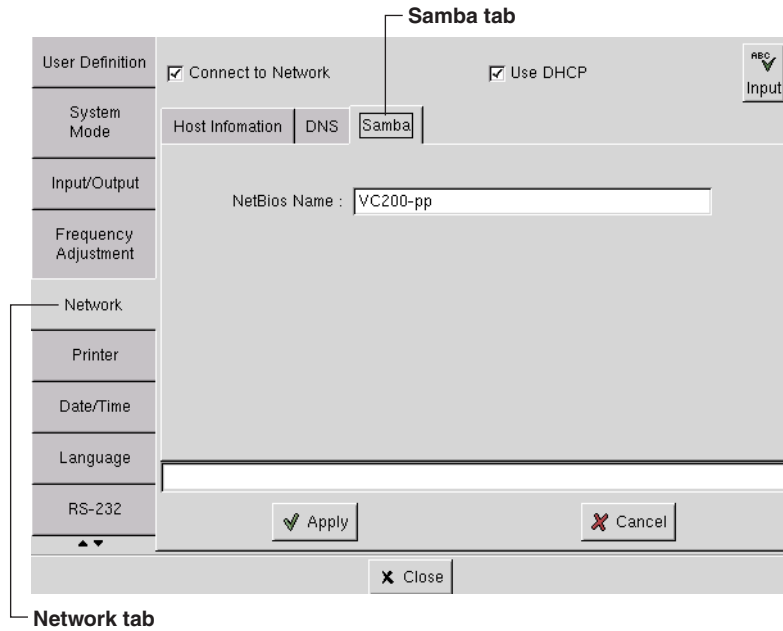 Samba tab
User Definition
Connect to Network
Use DHCP
ABC
Input
System
Mode
Host Infomation
DNS
Samba
Input/Output
NetBios Name :
VC200-pp
Frequency
Adjustment
Network
Printer
Date/Time
Language
RS-232
Apply
Cancel
Close
Network tab